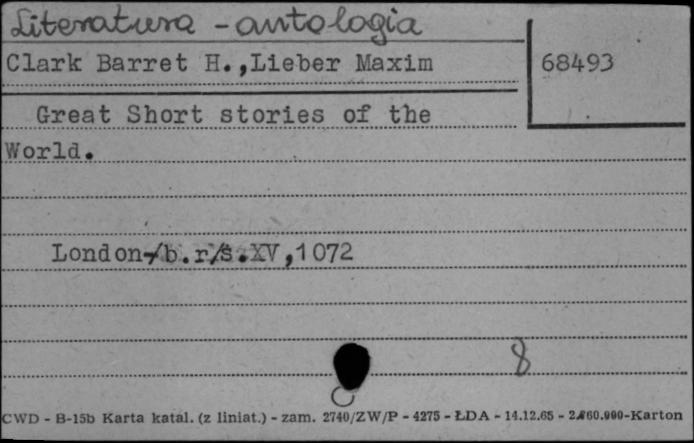 Literatura - antologia
Clark Barret H.,Lieber Maxim
68493
Great Short stories of the
World.
London-/b.r/s.XV,1072
8
CWD - B-15b Karta katal. (z liniat.) - zam. 2740/ZW/P - 4275 - ŁDA - 14.12.65 - 2.860.000-Karton